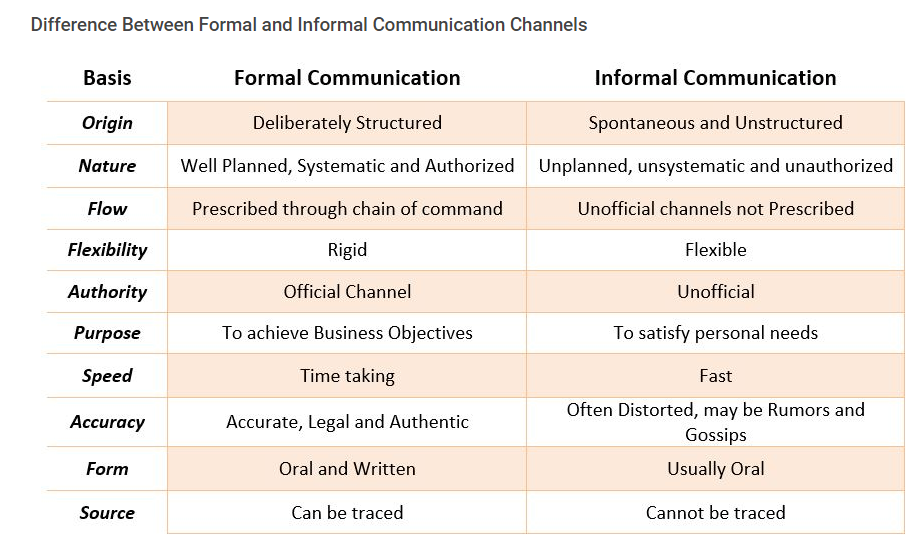 Difference Between Formal and Informal Communication Channels
Basis Formal Communication Informal Communication
Origin Deliberately Structured Spontaneous and Unstructured
Nature Well Planned, Systematic and Authorized Unplanned, unsystematic and unauthorized
Flow Prescribed through chain of command Unofficial channels not Prescribed
Flexibility Rigid Flexible
Authority Official Channel Unofficial
Purpose To achieve Business Objectives To satisfy personal needs
Speed Time taking Fast
Accuracy Accurate, Legal and Authentic Often Distorted, may be Rumors and
Gossips
Form Oral and Written Usually Oral
Source Can be traced Cannot be traced